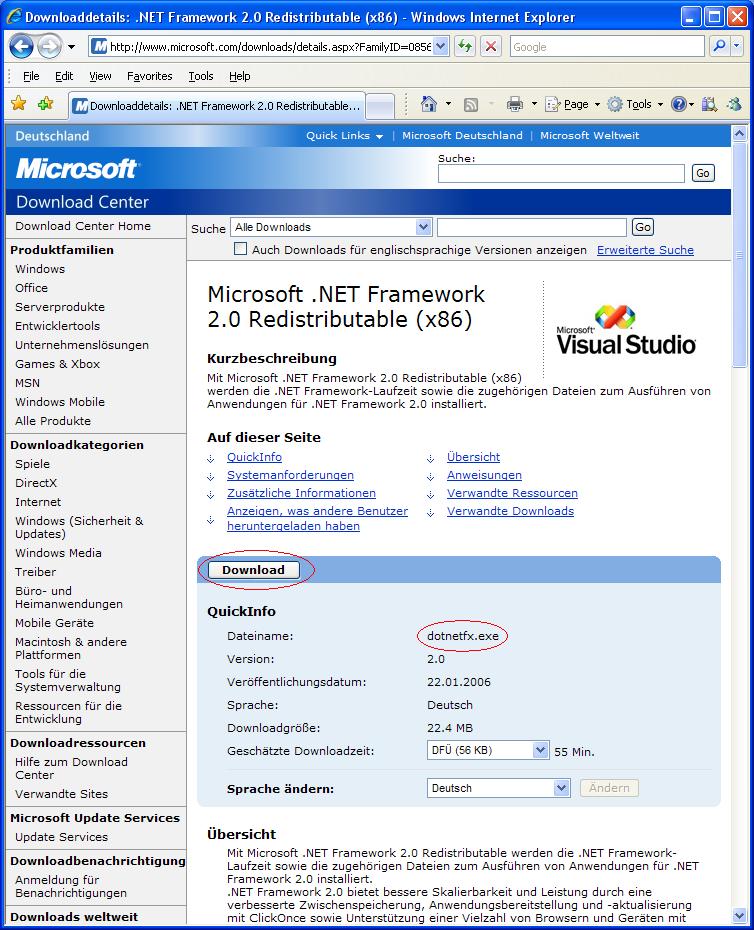 Downloaddetails: .NET Framework 2.0 Redistributable (x86) - Windows Internet Explorer
http://www.microsoft.com/downloads/details.aspx?FamilyID=0856
Google
File Edit View Favorites Tools Help
Downloaddetails: .NET Framework 2.0 Redistributable...
Page Tools
Deutschland
Quick Links | Microsoft Deutschland | Microsoft Weltweit
Microsoft
Suche:
Go
Download Center
Download Center Home
Produktfamilien
Windows
Office
Serverprodukte
Entwicklertools
Unternehmenslösungen
Games & Xbox
MSN
Windows Mobile
Alle Produkte
Downloadkategorien
Spiele
DirectX
Internet
Windows (Sicherheit &
Updates)
Windows Media
Treiber
Büro- und
Heimanwendungen
Mobile Geräte
Macintosh & andere
Plattformen
Tools für die
Systemverwaltung
Ressourcen für die
Entwicklung
Downloadressourcen
Hilfe zum Download
Center
Verwandte Sites
Microsoft Update Services
Update Services
Downloadbenachrichtigung
Anmeldung für
Benachrichtigungen
Downloads weltweit
Suche Alle Downloads Go
Auch Downloads für englischsprachige Versionen anzeigen Erweiterte Suche
Microsoft .NET Framework
2.0 Redistributable (x86)
Microsoft
Visual Studio
Kurzbeschreibung
Mit Microsoft .NET Framework 2.0 Redistributable (x86)
werden die .NET Framework-Laufzeit sowie die zugehörigen Dateien zum Ausführen von
Anwendungen für .NET Framework 2.0 installiert.
Auf dieser Seite
QuickInfo
Systemanforderungen
Zusätzliche Informationen
Anzeigen, was andere Benutzer
heruntergeladen haben
Übersicht
Anweisungen
Verwandte Ressourcen
Verwandte Downloads
Download
QuickInfo
Dateiname: dotnetfx.exe
Version: 2.0
Veröffentlichungsdatum: 22.01.2006
Sprache: Deutsch
Downloadgröße: 22.4 MB
Geschätzte Downloadzeit: DFÜ (56 KB) 55 Min.
Sprache ändern: Deutsch Ändern
Übersicht
Mit Microsoft .NET Framework 2.0 Redistributable werden die .NET Framework-
Laufzeit sowie die zugehörigen Dateien zum Ausführen von Anwendungen für .NET
Framework 2.0 installiert.
.NET Framework 2.0 bietet bessere Skalierbarkeit und Leistung durch eine
verbesserte Zwischenspeicherung, Anwendungsbereitstellung und -aktualisierung
mit ClickOnce sowie Unterstützung einer Vielzahl von Browsern und Geräten mit